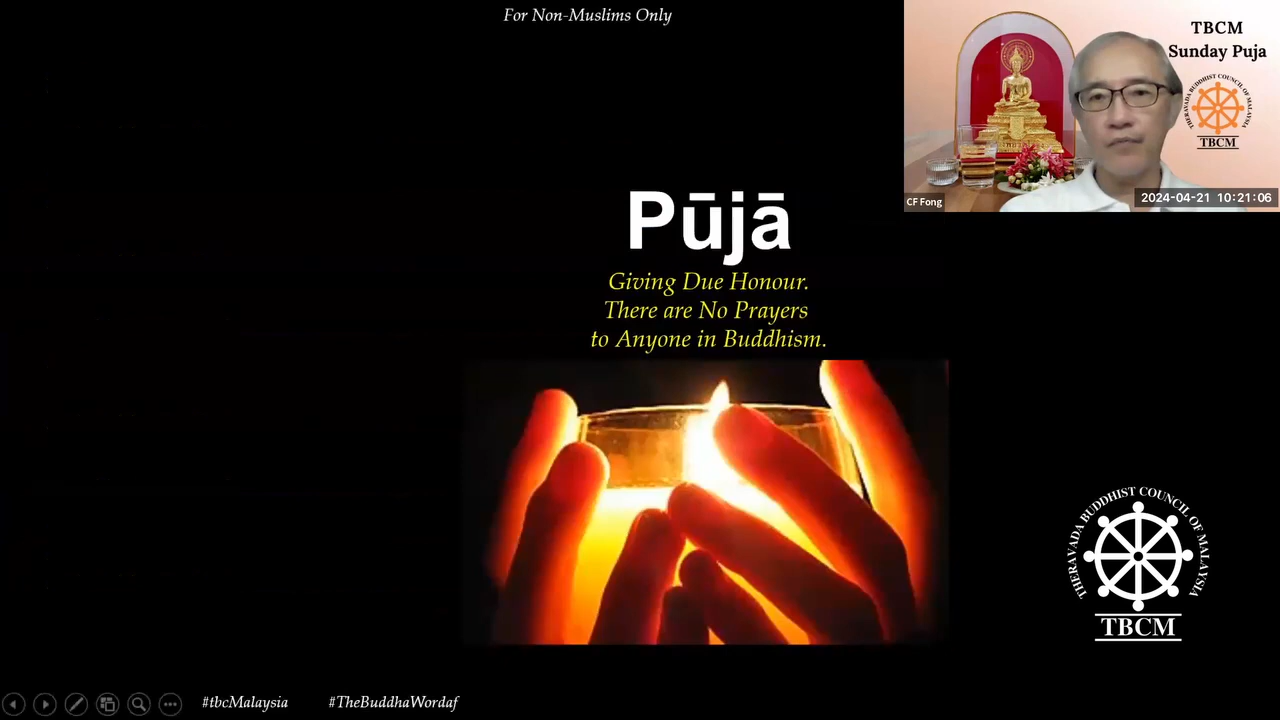 For Non-Muslims Only
TBCM
Sunday Puja
THERAVADA BUDDHIST COUNCIL OF MALAYSIA
TBCM
CF Fong
2024-04-21 10:21:06
Pūjā
Giving Due Honour.
There are No Prayers
to Anyone in Buddhism.
THERAVADA BUDDHIST COUNCIL OF MALAYSIA
TBCM
#tbcMalaysia
#TheBuddhaWordaf